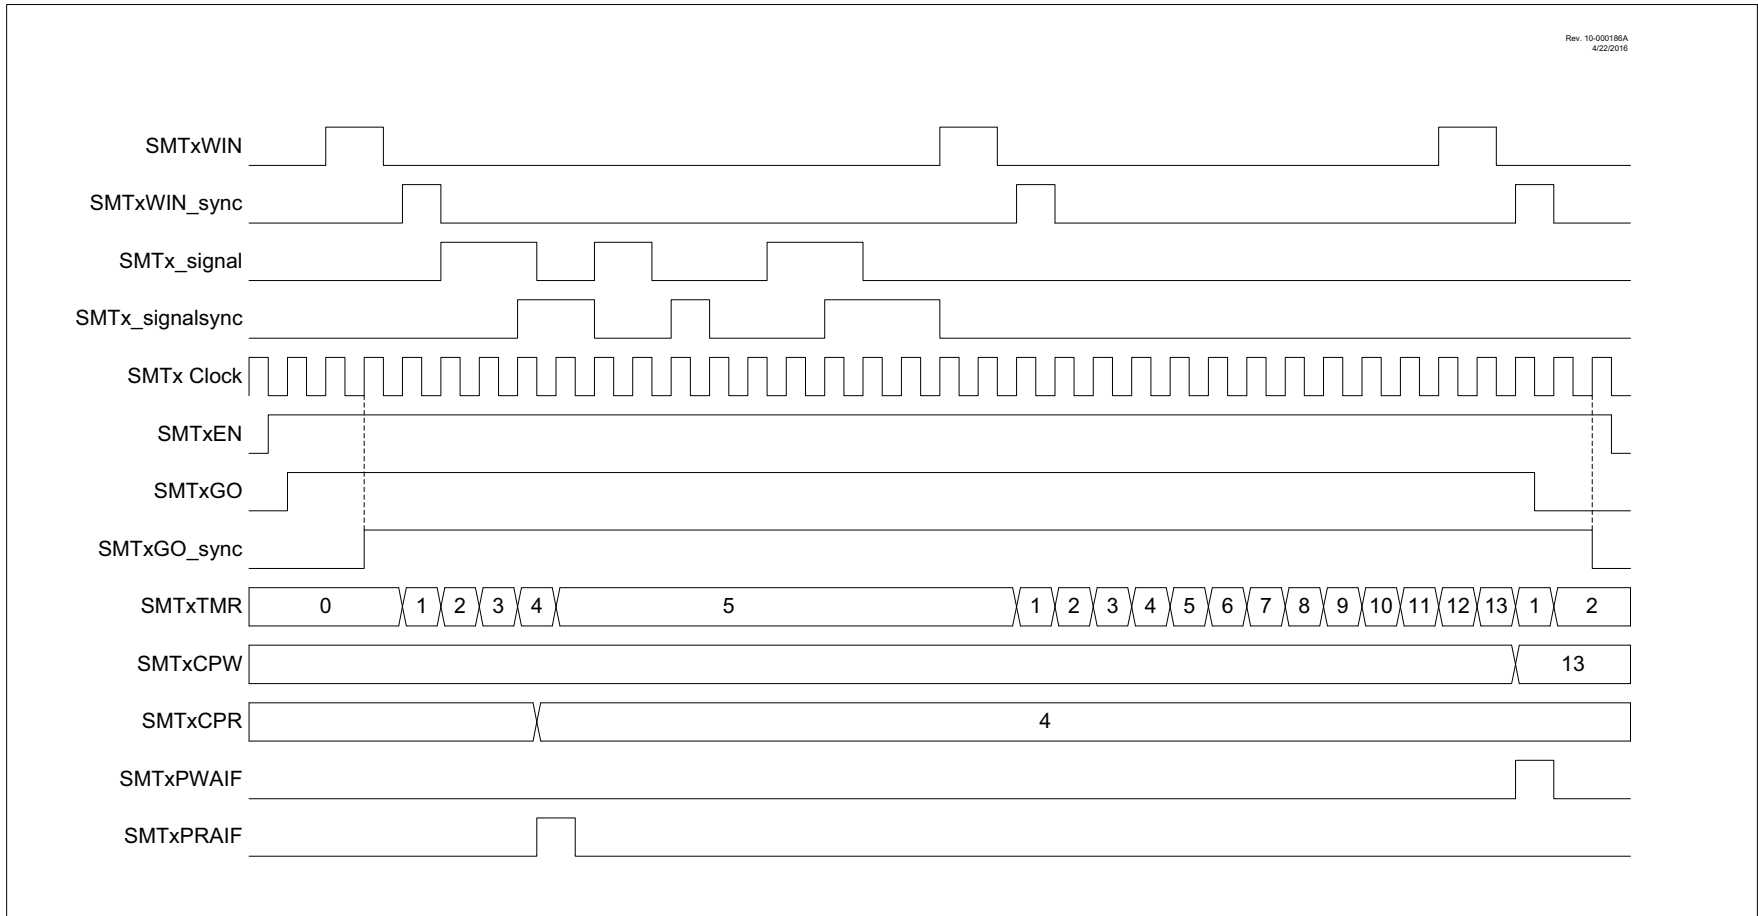 Rev. 10-000186A
4/22/2016
SMTxWIN
SMTxWIN_sync
SMTx_signal
SMTx_signalsync
SMTx Clock
SMTxEN
SMTxGO
SMTxGO_sync
SMTxTMR 0 1 2 3 4 5 1 2 3 4 5 6 7 8 9 10 11 12 13 1 2
SMTxCPW 13
SMTxCPR 4
SMTxPWAIF
SMTxPRAIF